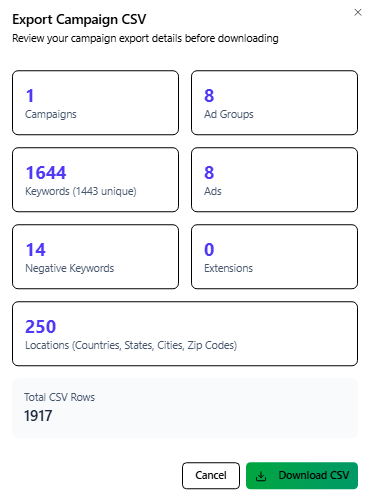 Export Campaign CSV
Review your campaign export details before downloading
1
Campaigns
8
Ad Groups
1644
Keywords (1443 unique)
8
Ads
14
Negative Keywords
0
Extensions
250
Locations (Countries, States, Cities, Zip Codes)
Total CSV Rows
1917
Cancel
Download CSV